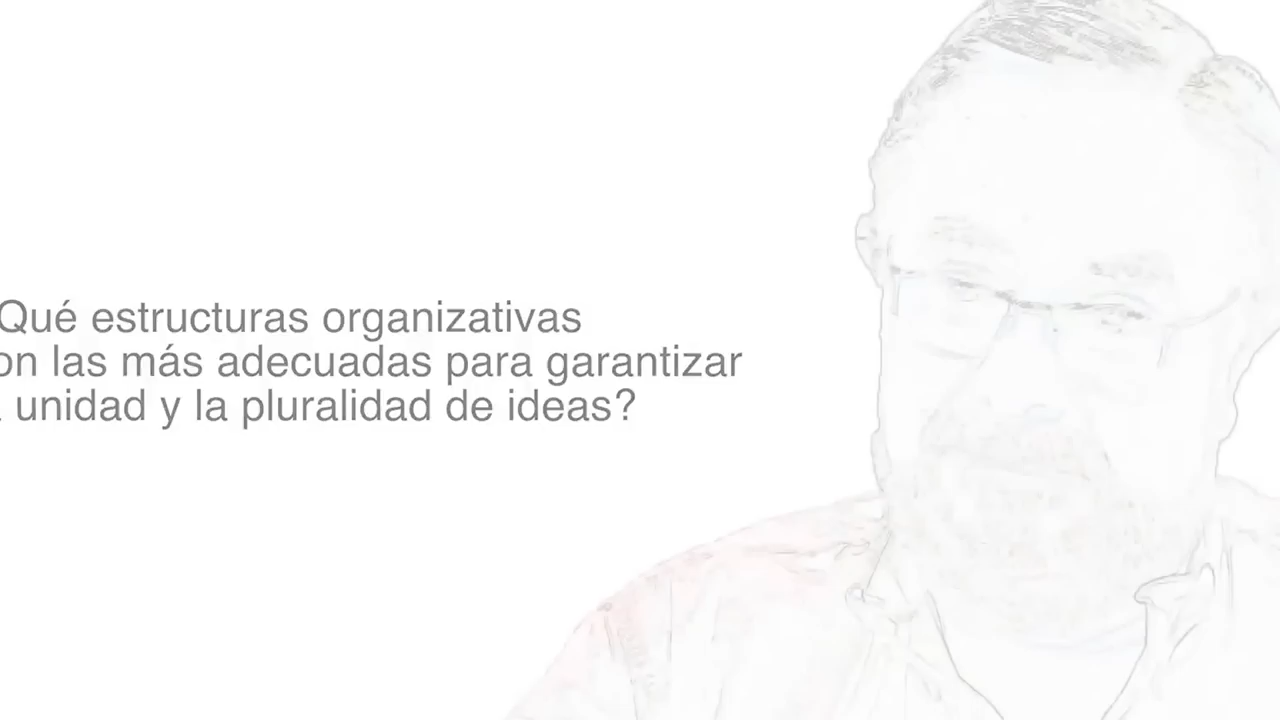 Qué estructuras organizativas
on las más adecuadas para garantizar
unidad y la pluralidad de ideas?